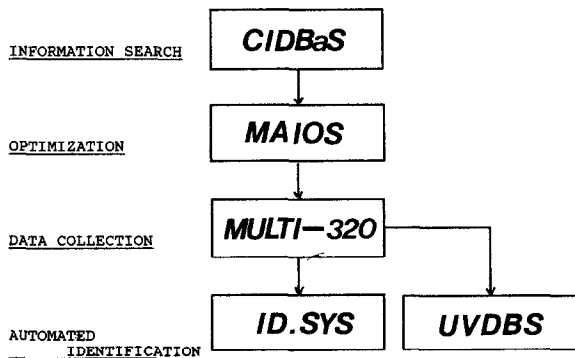 CIDBaS
INFORMATION SEARCH
MAIOS
OPTIMIZATION
MULTI-320
DATA COLLECTION
ID.SYS UVDBS
AUTOMATED
IDENTIFICATION